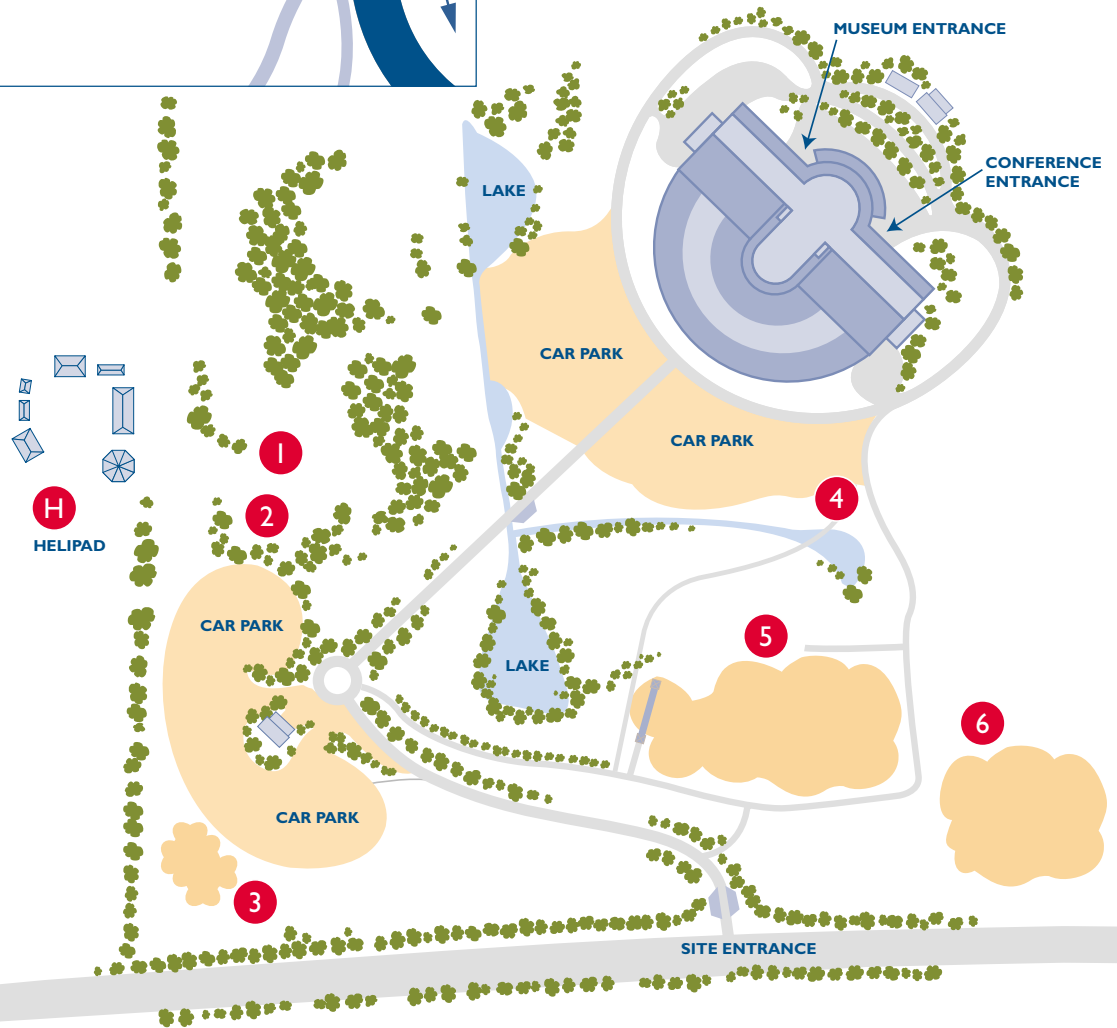 MUSEUM ENTRANCE
CONFERENCE
ENTRANCE
LAKE
CAR PARK
CAR PARK
1
4
H
2
HELIPAD
CAR PARK
5
LAKE
6
CAR PARK
3
SITE ENTRANCE